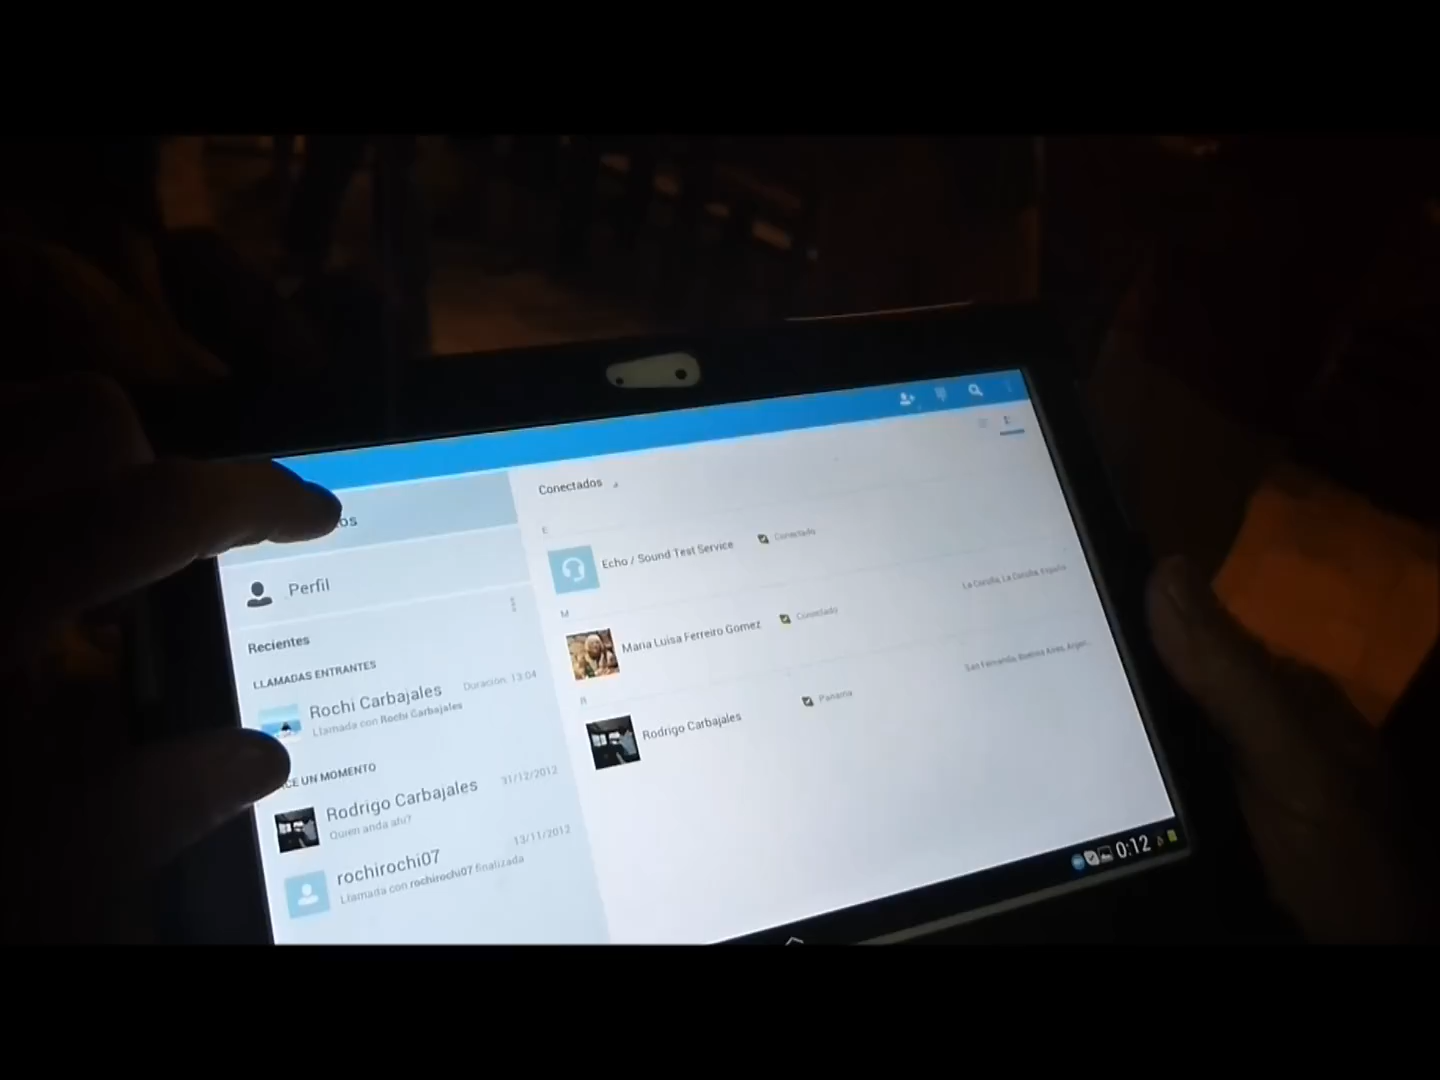 Perfil
Recientes
LLAMADAS ENTRANTES
Rochi Carbajales
Duración: 13:04
Llamada con Rochi Carbajales
CE UN MOMENTO
Rodrigo Carbajales
31/12/2012
Quien anda ahi?
rochirochi07
13/11/2012
Llamada con rochirochi07 finalizada
Conectados
E
Echo / Sound Test Service
Conectado
M
Maria Luisa Ferreiro Gomez
Conectado
La Coruña, La Coruña, España
R
Rodrigo Carbajales
Panama
San Fernando, Buenos Aires, Argen...
0:12